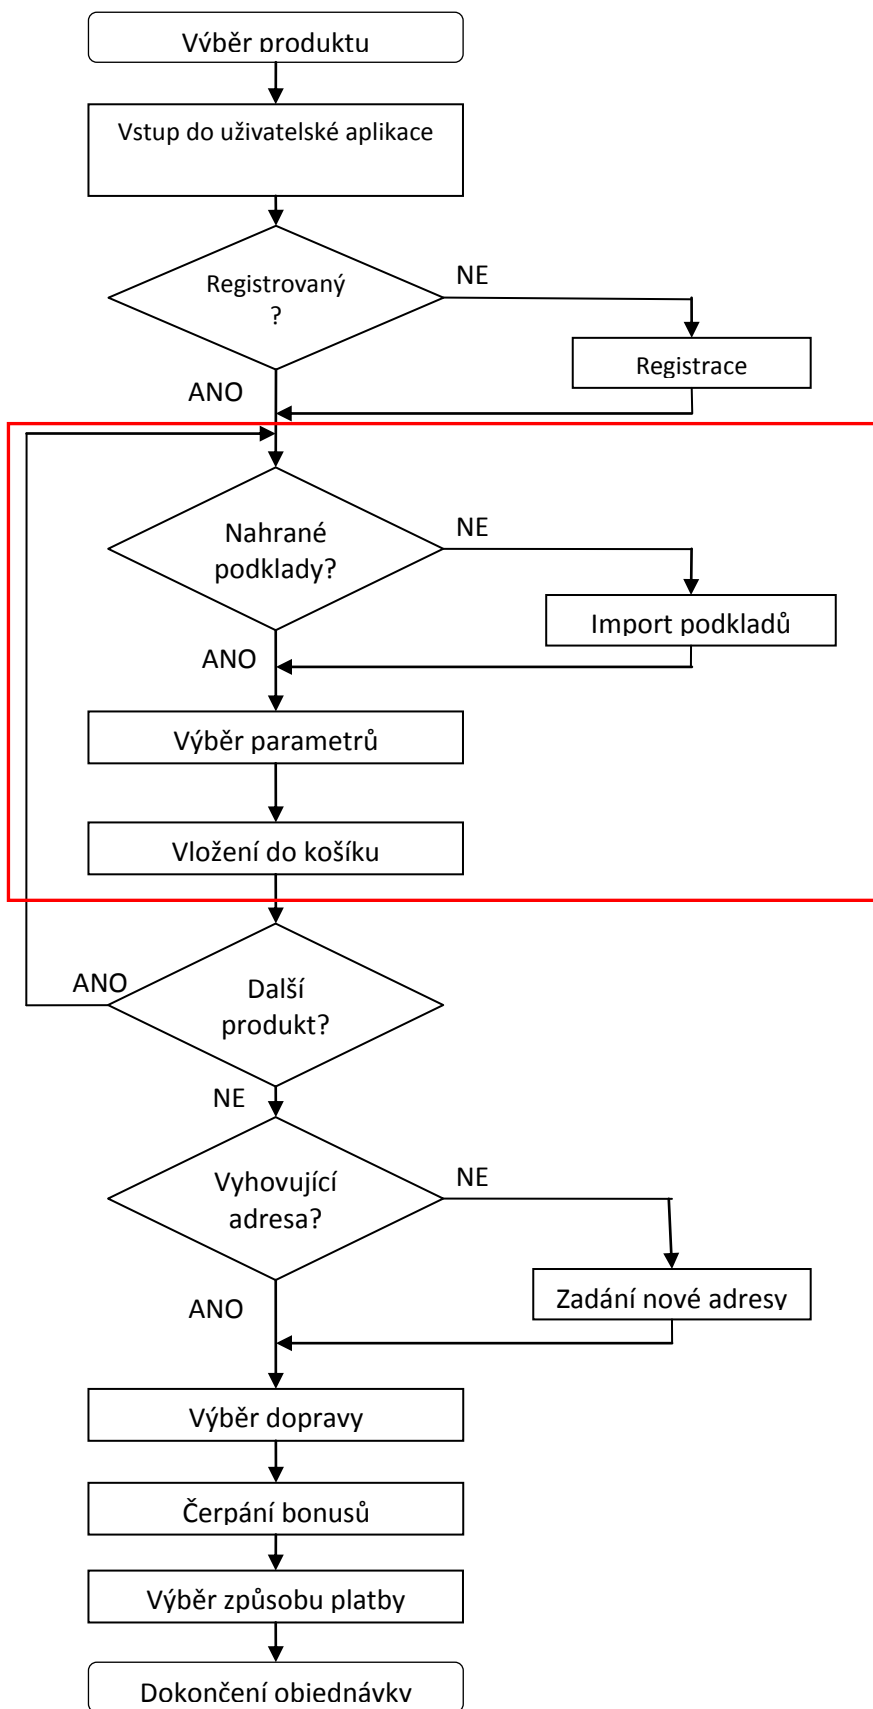 Výběr produktu
Vstup do uživatelské aplikace
Registrovaný
?
NE
Registrace
ANO
Nahrané
podklady?
NE
Import podkladů
ANO
Výběr parametrů
Vložení do košíku
Další
produkt?
ANO
NE
Vyhovující
adresa?
NE
Zadání nové adresy
ANO
Výběr dopravy
Čerpání bonusů
Výběr způsobu platby
Dokončení objednávky